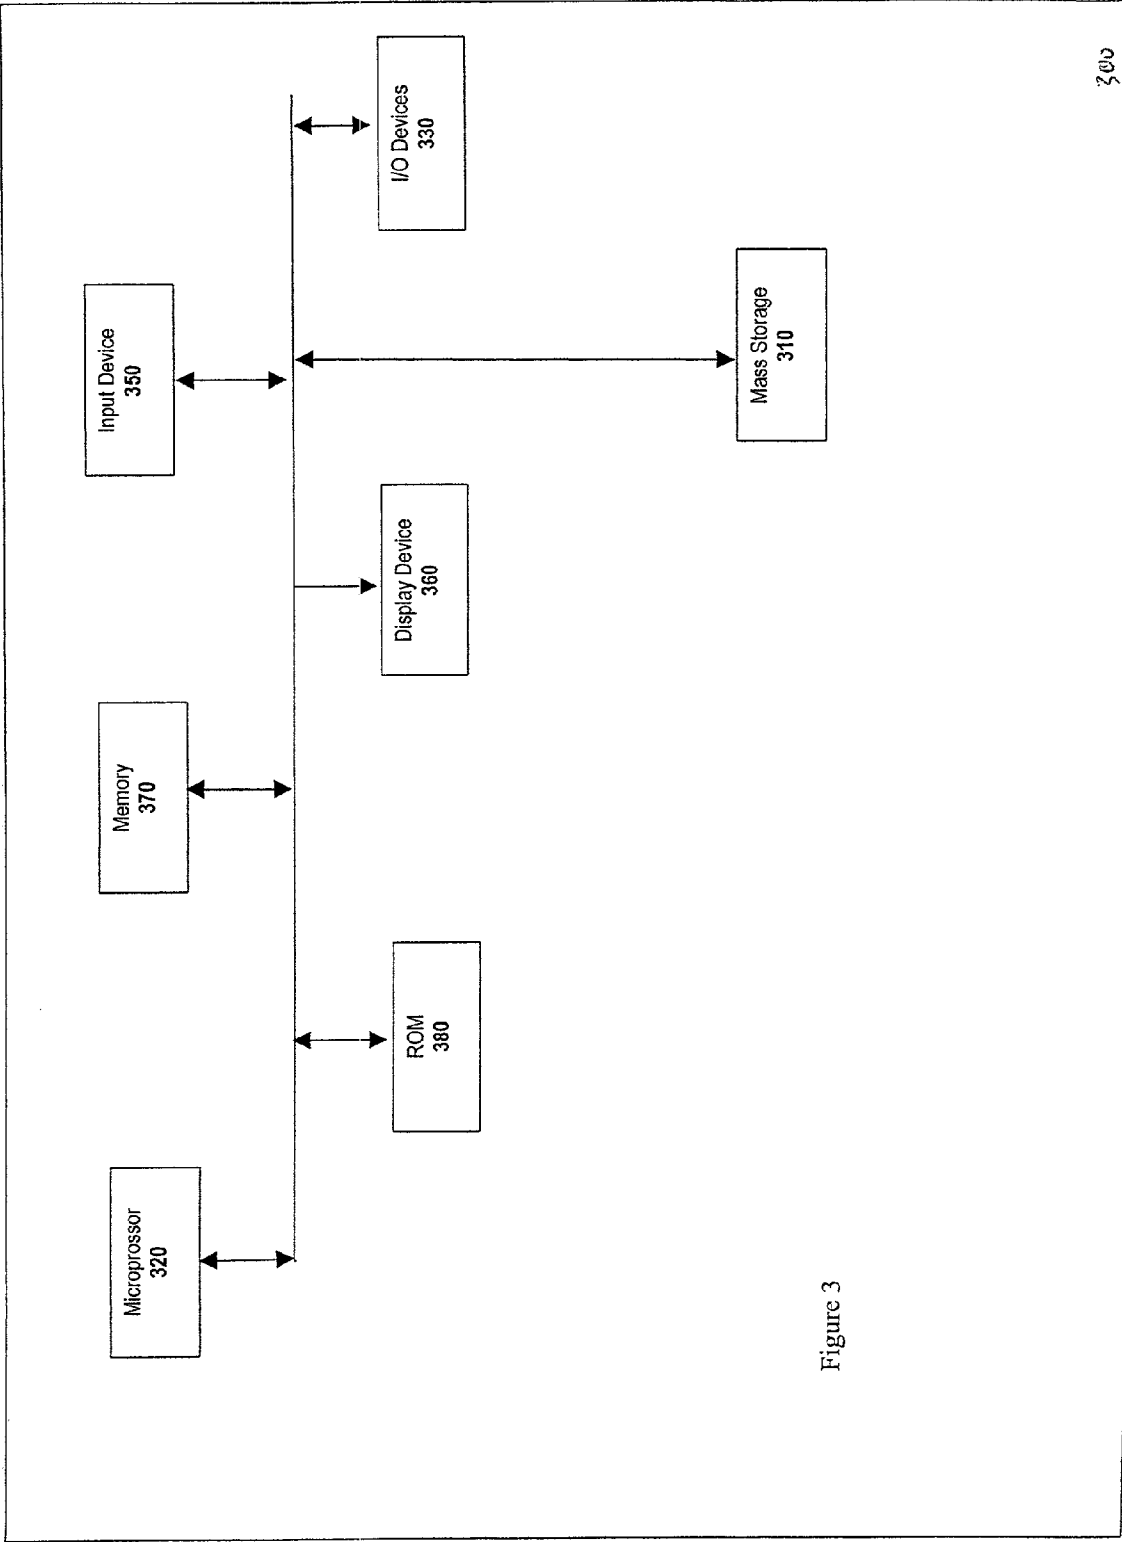 Microprossor
320
Memory
370
Input Device
350
ROM
380
Display Device
360
I/O Devices
330
Mass Storage
310
Figure 3
300